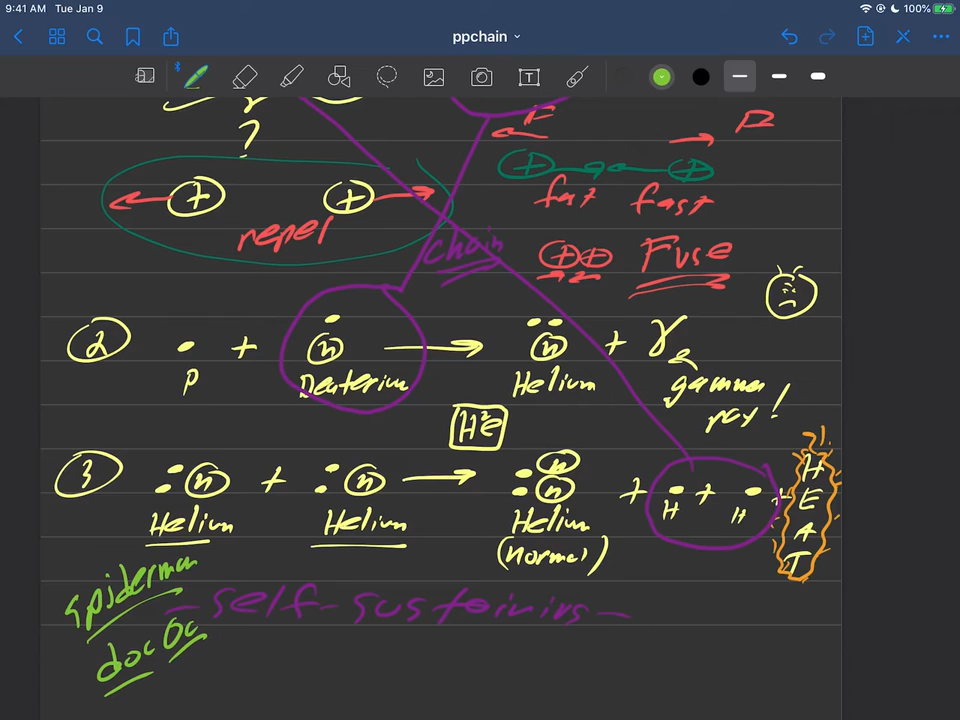 9:41 AM Tue Jan 9
100%
ppchain
T
?
F
F
+ +
+ +
fast fast
repel
chain
++ Fuse
2 • + n → n + γ
p Deuterium Helium gamma
ray!
He
3 n + n → n n + • + • + HEAT
H H
Helium Helium Helium
(normal)
Spiderman
- self-sustaining -
doc Oc